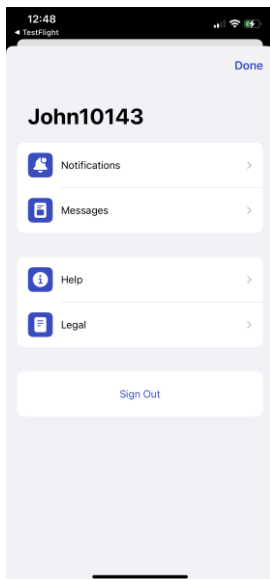 12:48
◀ TestFlight
Done
John10143
Notifications
Messages
Help
Legal
Sign Out